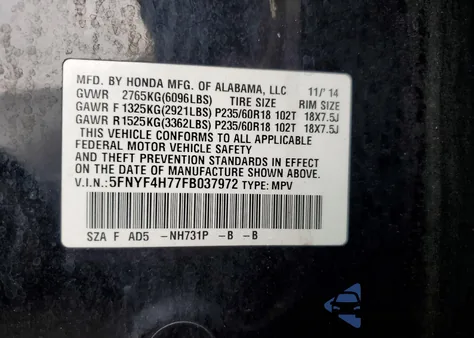 MFD. BY HONDA MFG. OF ALABAMA, LLC 11/'14
GVWR 2765KG(6096LBS) TIRE SIZE RIM SIZE
GAWR F 1325KG(2921LBS) P235/60R18 102T 18X7.5J
GAWR R1525KG(3362LBS) P235/60R18 102T 18X7.5J
THIS VEHICLE CONFORMS TO ALL APPLICABLE
FEDERAL MOTOR VEHICLE SAFETY
AND THEFT PREVENTION STANDARDS IN EFFECT
ON THE DATE OF MANUFACTURE SHOWN ABOVE.
V.I.N.: 5FNYF4H77FB037972 TYPE: MPV
SZA F AD5 -NH731P -B -B